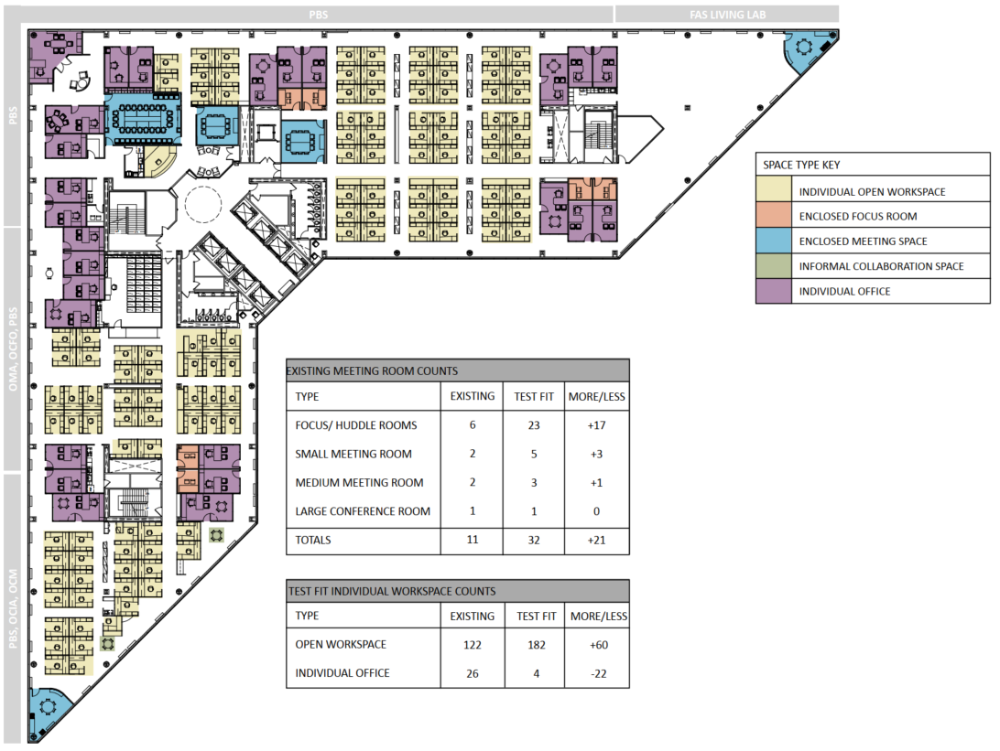 PBS
FAS LIVING LAB
PBS
OMA, OCFO, PBS
PBS, OCIA, OCM
SPACE TYPE KEY
INDIVIDUAL OPEN WORKSPACE
ENCLOSED FOCUS ROOM
ENCLOSED MEETING SPACE
INFORMAL COLLABORATION SPACE
INDIVIDUAL OFFICE
EXISTING MEETING ROOM COUNTS
TYPE EXISTING TEST FIT MORE/LESS
FOCUS/ HUDDLE ROOMS 6 23 +17
SMALL MEETING ROOM 2 5 +3
MEDIUM MEETING ROOM 2 3 +1
LARGE CONFERENCE ROOM 1 1 0
TOTALS 11 32 +21
TEST FIT INDIVIDUAL WORKSPACE COUNTS
TYPE EXISTING TEST FIT MORE/LESS
OPEN WORKSPACE 122 182 +60
INDIVIDUAL OFFICE 26 4 -22